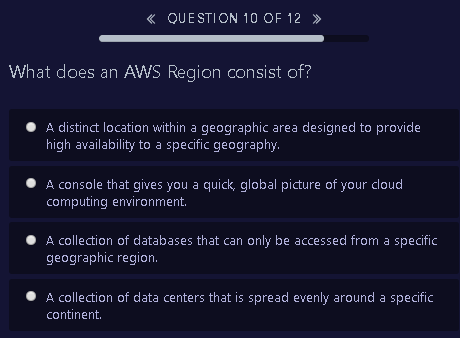 « QUESTION 10 OF 12 »
What does an AWS Region consist of?
A distinct location within a geographic area designed to provide
high availability to a specific geography.
A console that gives you a quick, global picture of your cloud
computing environment.
A collection of databases that can only be accessed from a specific
geographic region.
A collection of data centers that is spread evenly around a specific
continent.